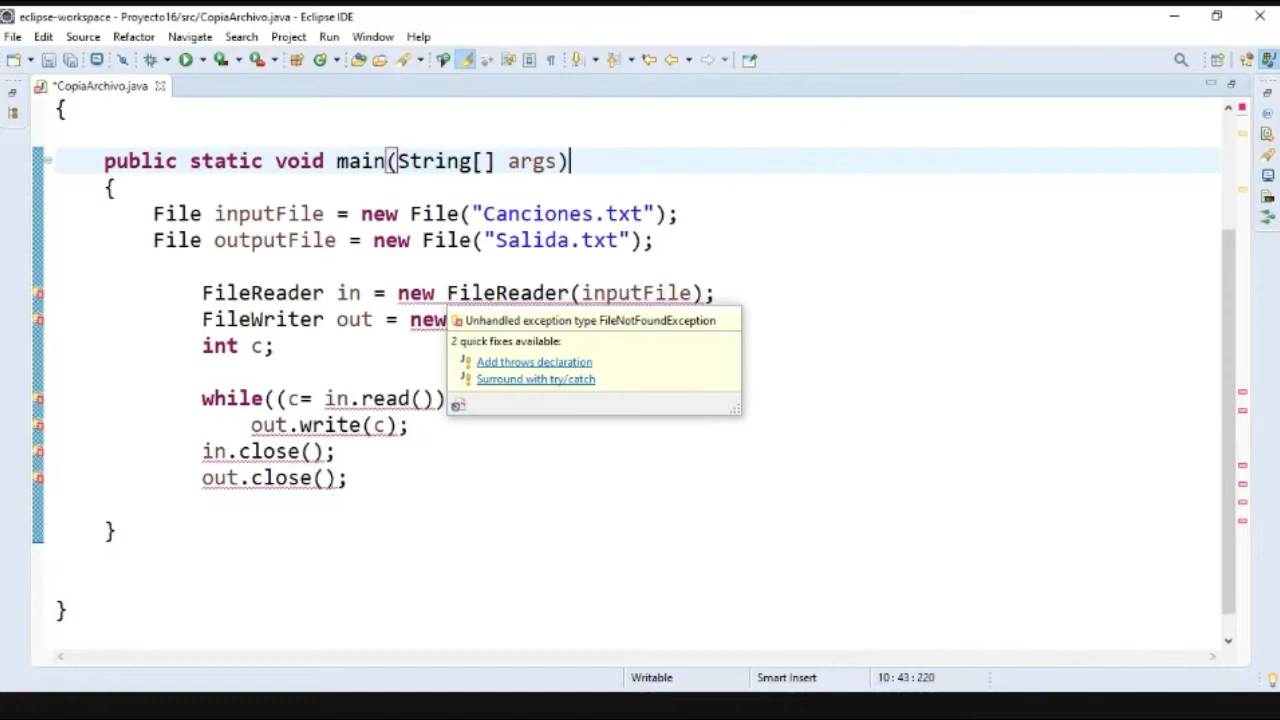 eclipse-workspace - Proyecto16/src/CopiaArchivo.java - Eclipse IDE
File Edit Source Refactor Navigate Search Project Run Window Help
*CopiaArchivo.java
{
public static void main(String[] args)
{
File inputFile = new File("Canciones.txt");
File outputFile = new File("Salida.txt");
FileReader in = new FileReader(inputFile);
FileWriter out = new
Unhandled exception type FileNotFoundException
int c;
2 quick fixes available:
Add throws declaration
Surround with try/catch
while((c= in.read())
out.write(c);
in.close();
out.close();
}
}
Writable Smart Insert 10 : 43 : 220